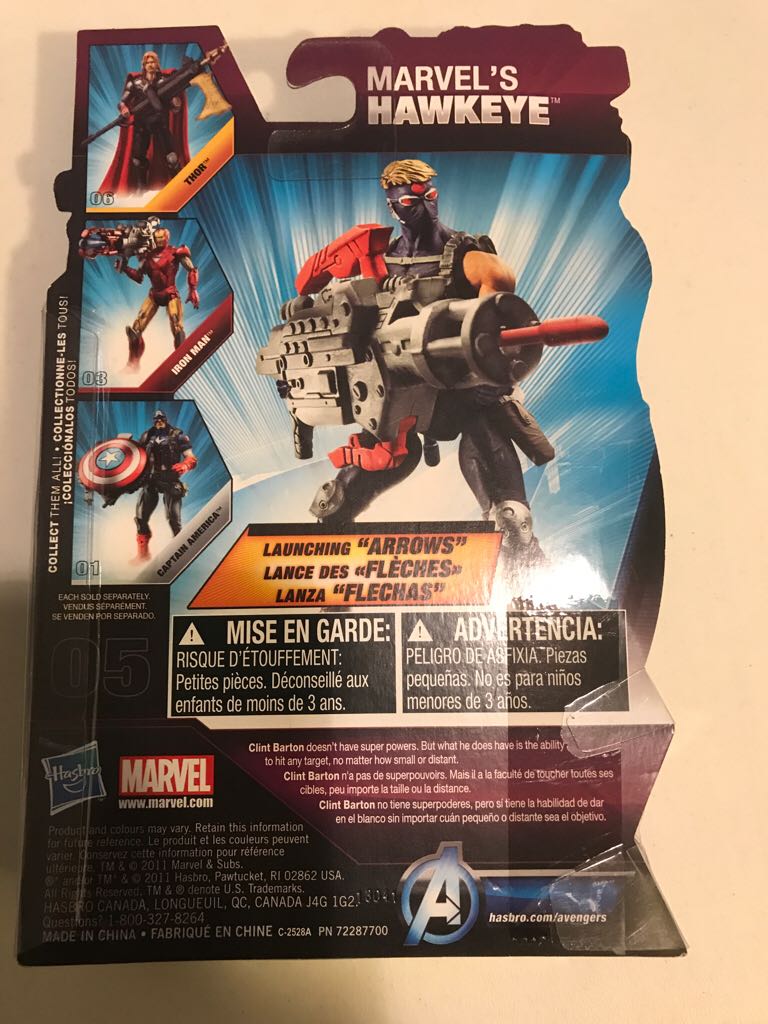 MARVEL'S
HAWKEYE™
06
THOR™
03
IRON MAN™
01
CAPTAIN AMERICA™
COLLECT THEM ALL! • COLLECTIONNE-LES TOUS!
¡COLECCIÓNALOS TODOS!
EACH SOLD SEPARATELY.
VENDUS SÉPARÉMENT.
SE VENDEN POR SEPARADO.
05
LAUNCHING "ARROWS"
LANCE DES «FLÈCHES»
LANZA "FLECHAS"
MISE EN GARDE:
RISQUE D'ÉTOUFFEMENT:
Petites pièces. Déconseillé aux
enfants de moins de 3 ans.
ADVERTENCIA:
PELIGRO DE ASFIXIA. Piezas
pequeñas. No es para niños
menores de 3 años.
Clint Barton doesn't have super powers. But what he does have is the ability
to hit any target, no matter how small or distant.
Clint Barton n'a pas de superpouvoirs. Mais il a la faculté de toucher toutes ses
cibles, peu importe la taille ou la distance.
Clint Barton no tiene superpoderes, pero sí tiene la habilidad de dar
en el blanco sin importar cuán pequeño o distante sea el objetivo.
Hasbro
MARVEL
www.marvel.com
Product and colours may vary. Retain this information
for future reference. Le produit et les couleurs peuvent
varier. Conservez cette information pour référence
ultérieure. TM & © 2011 Marvel & Subs.
® and/or TM* & © 2011 Hasbro, Pawtucket, RI 02862 USA.
All Rights Reserved. TM & ® denote U.S. Trademarks.
HASBRO CANADA, LONGUEUIL, QC, CANADA J4G 1G2.
Questions? 1-800-327-8264
MADE IN CHINA • FABRIQUÉ EN CHINE C-2528A PN 72287700
A
hasbro.com/avengers